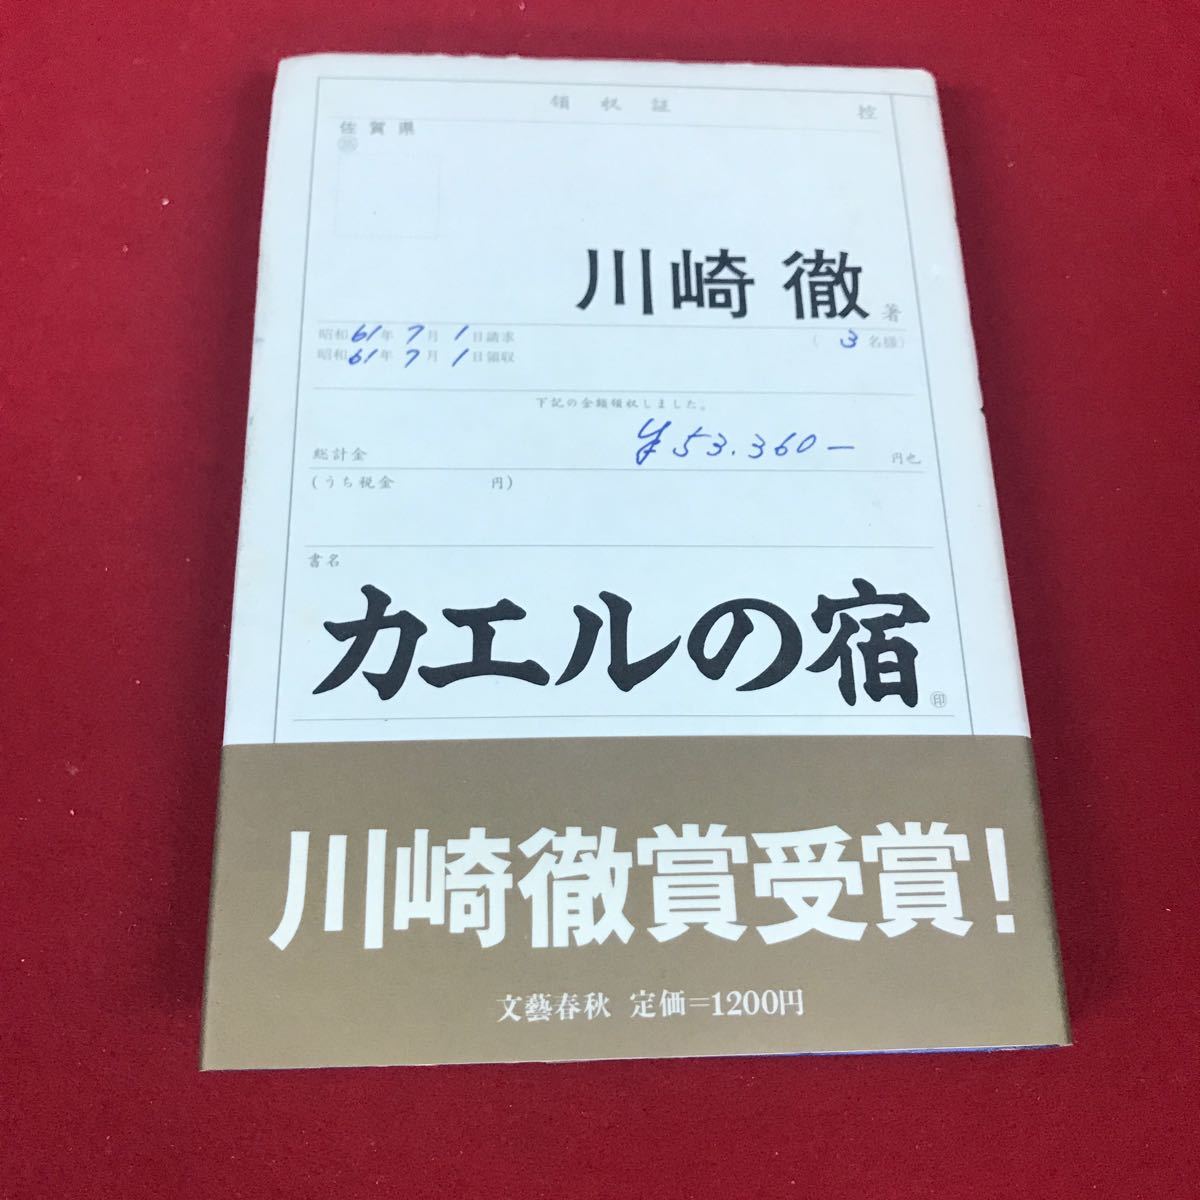 領収証 控
佐賀県
川崎 徹 著
昭和61年7月1日請求 (3名様)
昭和61年7月1日領収
下記の金額領収しました。
総計金 ¥53.360- 円也
(うち税金 円)
書名
カエルの宿 ㊞
川崎徹賞受賞!
文藝春秋 定価=1200円